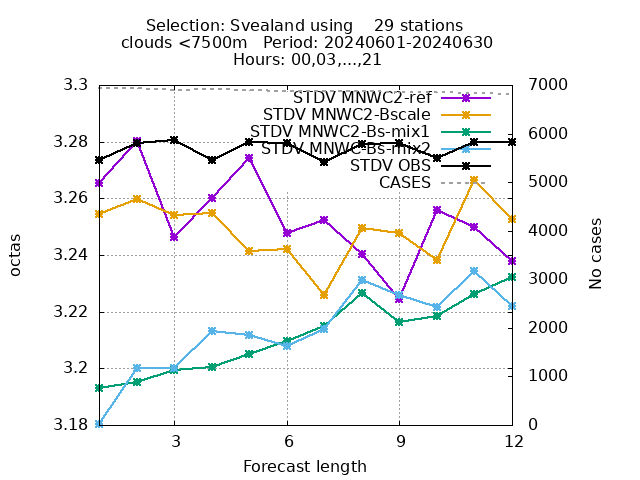 Selection: Svealand using    29 stations
clouds <7500m   Period: 20240601-20240630
Hours: 00,03,...,21
3.3
3.28
3.26
3.24
3.22
3.2
3.18
7000
6000
5000
4000
3000
2000
1000
0
3
6
9
12
octas
No cases
Forecast length
STDV MNWC2-ref
STDV MNWC2-Bscale
STDV MNWC2-Bs-mix1
STDV MNWC-Bs-mix2
STDV OBS
CASES